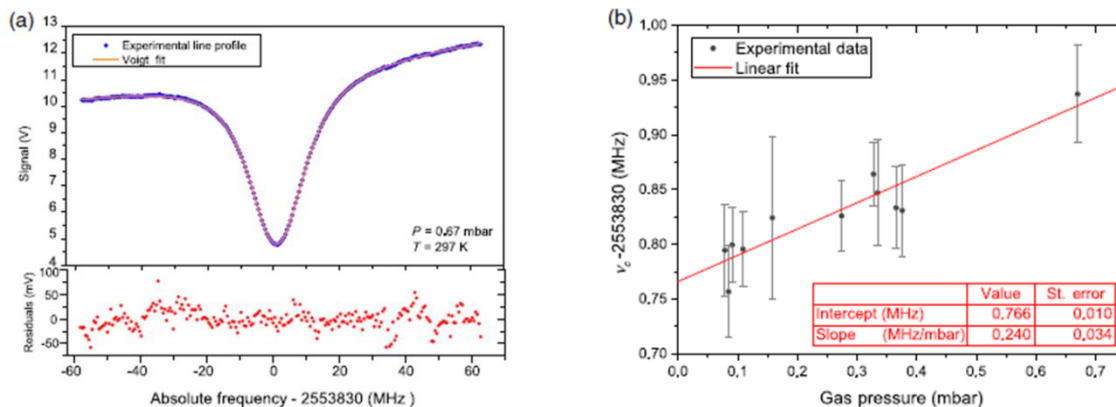 (a)
13
12
11
10
9
8
7
6
5
4
Signal (V)
Experimental line profile
Voigt fit
P = 0.67 mbar
T = 297 K
100
50
0
-50
Residuals (mV)
-60 -40 -20 0 20 40 60
Absolute frequency - 2553830 (MHz )
(b)
1.00
0.95
0.90
0.85
0.80
0.75
0.70
νc -2553830 (MHz)
Experimental data
Linear fit
Value St. error
Intercept (MHz) 0.766 0.010
Slope (MHz/mbar) 0.240 0.034
0.0 0.1 0.2 0.3 0.4 0.5 0.6 0.7
Gas pressure (mbar)